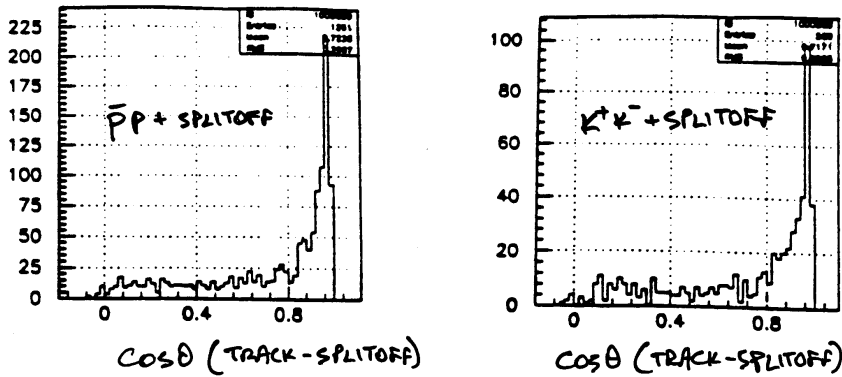 225
200
175
150
125
100
75
50
25
0
p̄p + SPLITOFF
0 0.4 0.8
COSθ (TRACK-SPLITOFF)
100
80
60
40
20
0
K⁺K⁻ + SPLITOFF
0 0.4 0.8
COSθ (TRACK-SPLITOFF)